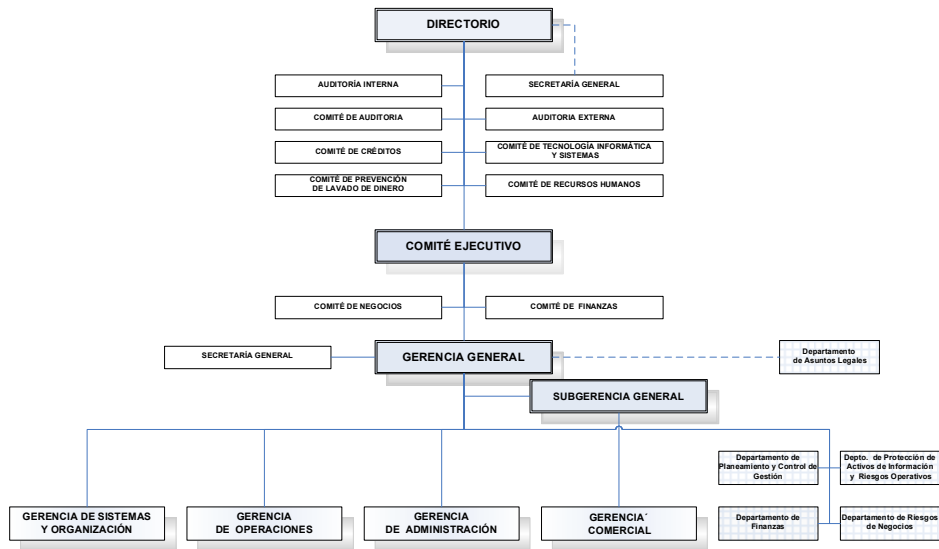 DIRECTORIO
AUDITORÍA INTERNA
SECRETARÍA GENERAL
COMITÉ DE AUDITORIA
AUDITORIA EXTERNA
COMITÉ DE CRÉDITOS
COMITÉ DE TECNOLOGÍA INFORMÁTICA
Y SISTEMAS
COMITÉ DE PREVENCIÓN
DE LAVADO DE DINERO
COMITÉ DE RECURSOS HUMANOS
COMITÉ EJECUTIVO
COMITÉ DE NEGOCIOS
COMITÉ DE FINANZAS
SECRETARÍA GENERAL
GERENCIA GENERAL
Departamento
de Asuntos Legales
SUBGERENCIA GENERAL
Departamento de
Planeamiento y Control de
Gestión
Depto. de Protección de
Activos de Información
y Riesgos Operativos
GERENCIA DE SISTEMAS
Y ORGANIZACIÓN
GERENCIA
DE OPERACIONES
GERENCIA
DE ADMINISTRACIÓN
GERENCIA´
COMERCIAL
Departamento de
Finanzas
Departamento de Riesgos
de Negocios